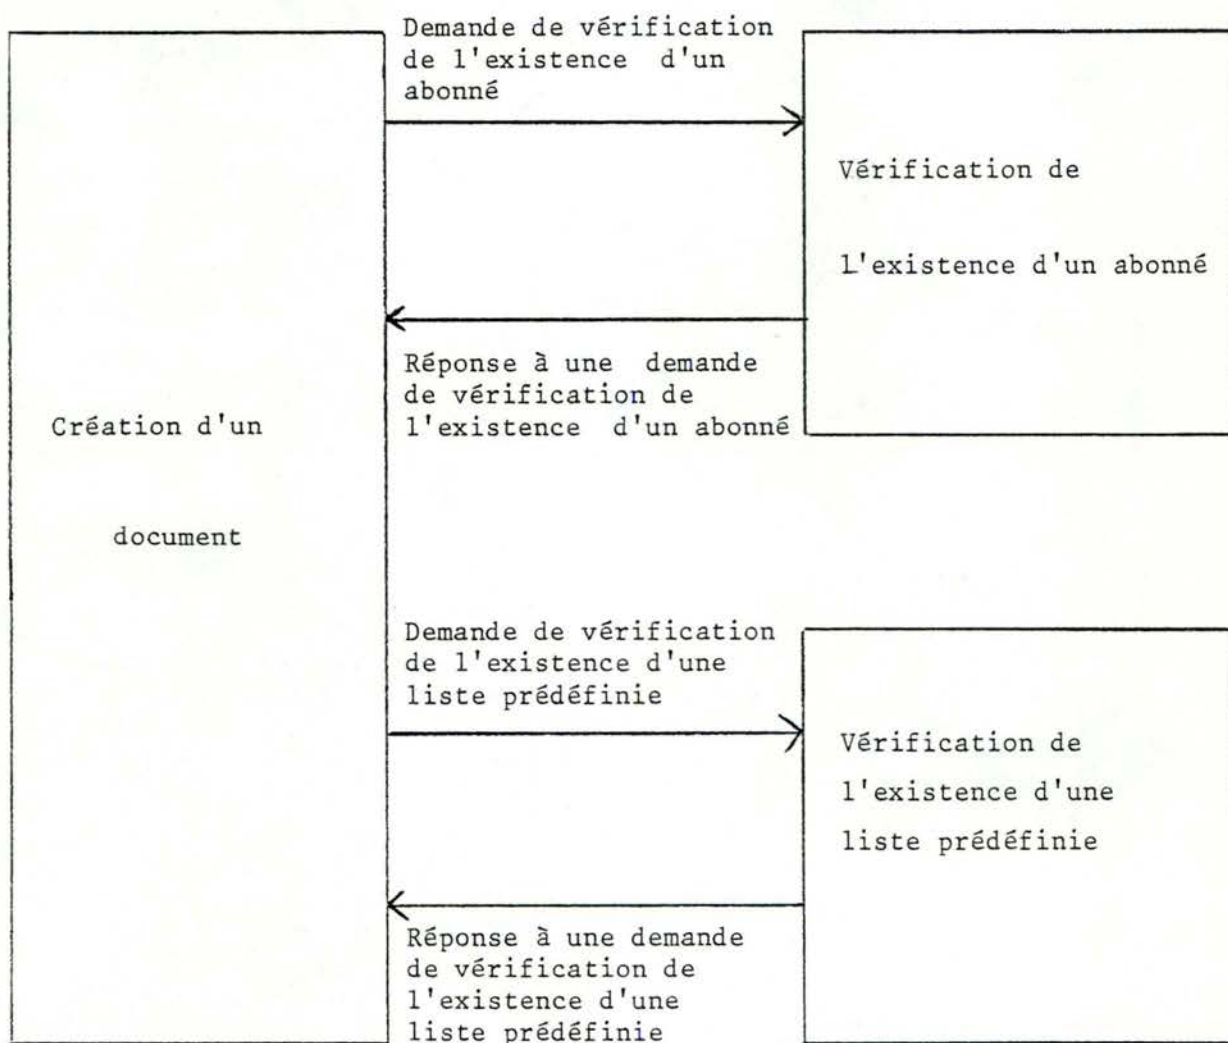 Demande de vérification
de l'existence d'un
abonné
Vérification de
L'existence d'un abonné
Réponse à une demande
de vérification de
l'existence d'un abonné
Création d'un
document
Demande de vérification
de l'existence d'une
liste prédéfinie
Vérification de
l'existence d'une
liste prédéfinie
Réponse à une demande
de vérification de
l'existence d'une
liste prédéfinie